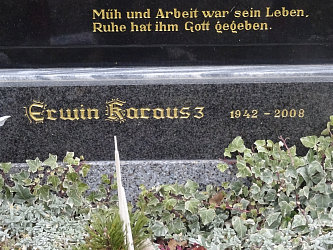 Müh und Arbeit war sein Leben,
Ruhe hat ihm Gott gegeben.
Erwin Karausz 1942 - 2008